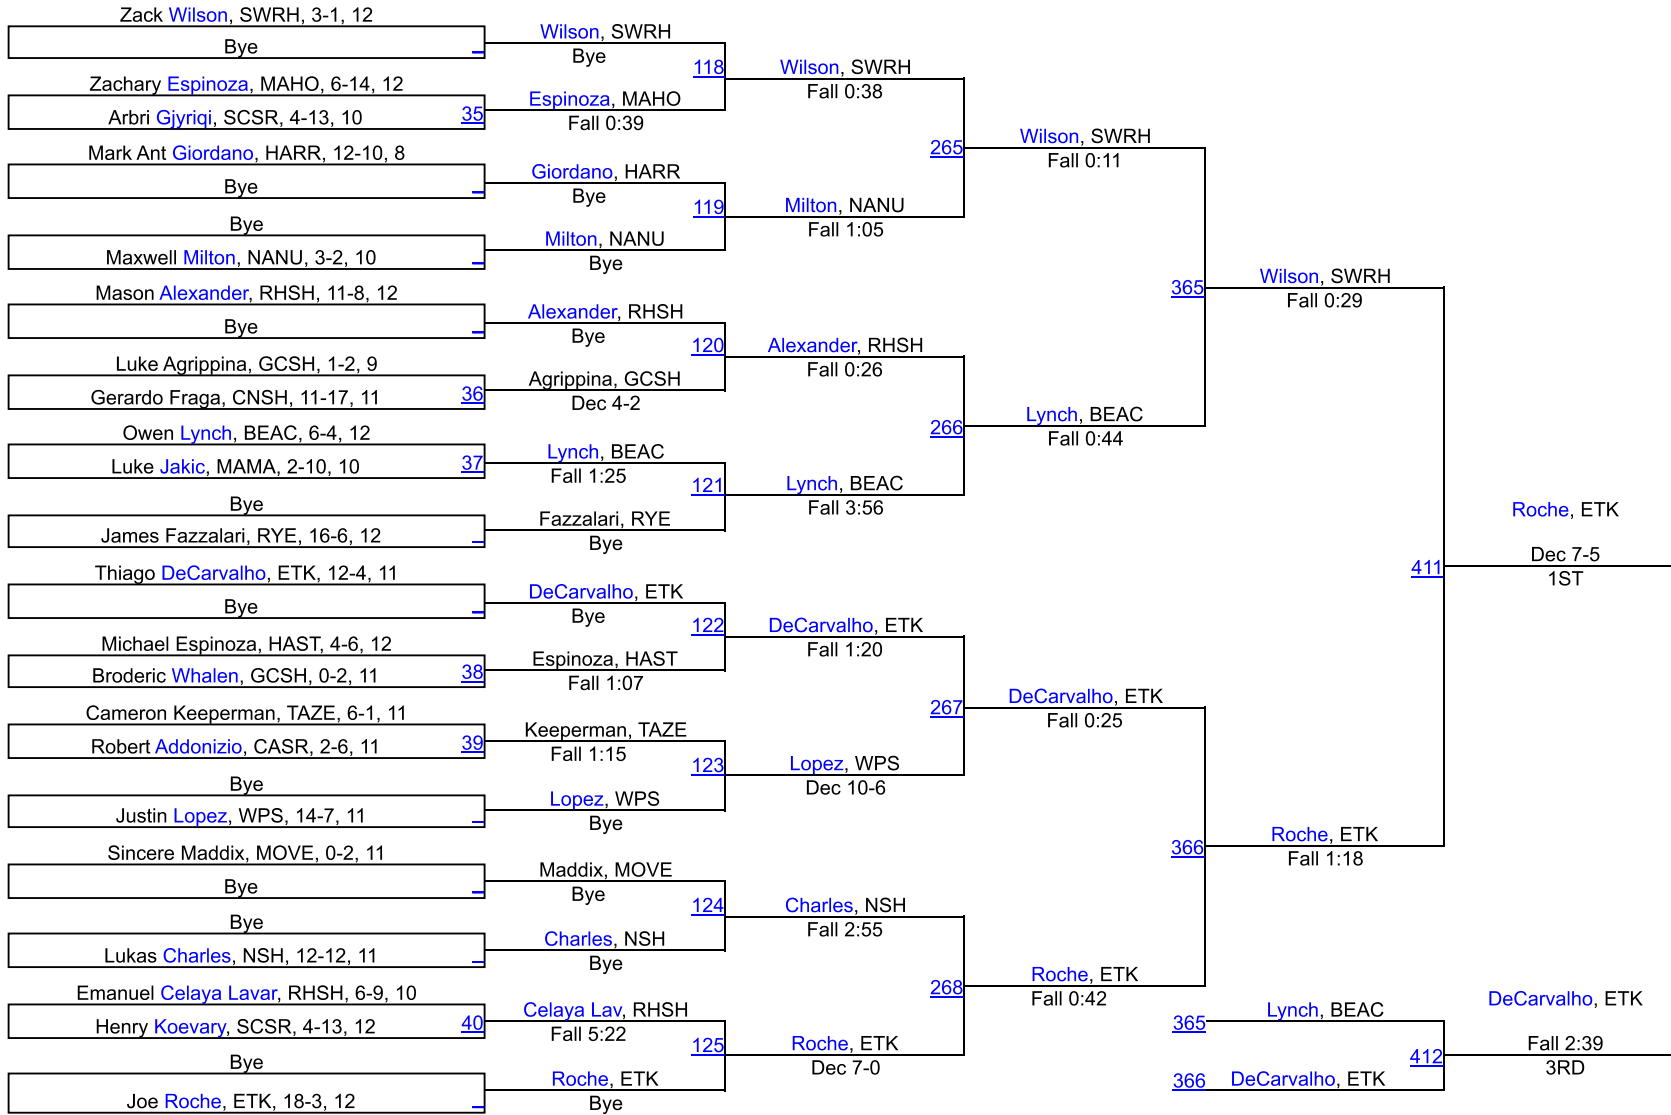 Zack Wilson, SWRH, 3-1, 12
Bye
Zachary Espinoza, MAHO, 6-14, 12
Arbri Gjyriqi, SCSR, 4-13, 10
35
Mark Ant Giordano, HARR, 12-10, 8
Bye
Bye
Maxwell Milton, NANU, 3-2, 10
Mason Alexander, RHSH, 11-8, 12
Bye
Luke Agrippina, GCSH, 1-2, 9
Gerardo Fraga, CNSH, 11-17, 11
36
Owen Lynch, BEAC, 6-4, 12
Luke Jakic, MAMA, 2-10, 10
37
Bye
James Fazzalari, RYE, 16-6, 12
Thiago DeCarvalho, ETK, 12-4, 11
Bye
Michael Espinoza, HAST, 4-6, 12
Broderic Whalen, GCSH, 0-2, 11
38
Cameron Keeperman, TAZE, 6-1, 11
Robert Addonizio, CASR, 2-6, 11
39
Bye
Justin Lopez, WPS, 14-7, 11
Sincere Maddix, MOVE, 0-2, 11
Bye
Bye
Lukas Charles, NSH, 12-12, 11
Emanuel Celaya Lavar, RHSH, 6-9, 10
Henry Koevary, SCSR, 4-13, 12
40
Bye
Joe Roche, ETK, 18-3, 12
Wilson, SWRH
Bye
118
Espinoza, MAHO
Fall 0:39
Giordano, HARR
Bye
119
Milton, NANU
Bye
Alexander, RHSH
Bye
120
Agrippina, GCSH
Dec 4-2
Lynch, BEAC
Fall 1:25
121
Fazzalari, RYE
Bye
DeCarvalho, ETK
Bye
122
Espinoza, HAST
Fall 1:07
Keeperman, TAZE
Fall 1:15
123
Lopez, WPS
Bye
Maddix, MOVE
Bye
124
Charles, NSH
Bye
Celaya Lav, RHSH
Fall 5:22
125
Roche, ETK
Bye
Wilson, SWRH
Fall 0:38
265
Milton, NANU
Fall 1:05
Alexander, RHSH
Fall 0:26
266
Lynch, BEAC
Fall 3:56
DeCarvalho, ETK
Fall 1:20
267
Lopez, WPS
Dec 10-6
Charles, NSH
Fall 2:55
268
Roche, ETK
Dec 7-0
Wilson, SWRH
Fall 0:11
365
Lynch, BEAC
Fall 0:44
DeCarvalho, ETK
Fall 0:25
366
Roche, ETK
Fall 0:42
Wilson, SWRH
Fall 0:29
411
Roche, ETK
Fall 1:18
Roche, ETK
Dec 7-5
1ST
365
Lynch, BEAC
412
366
DeCarvalho, ETK
DeCarvalho, ETK
Fall 2:39
3RD